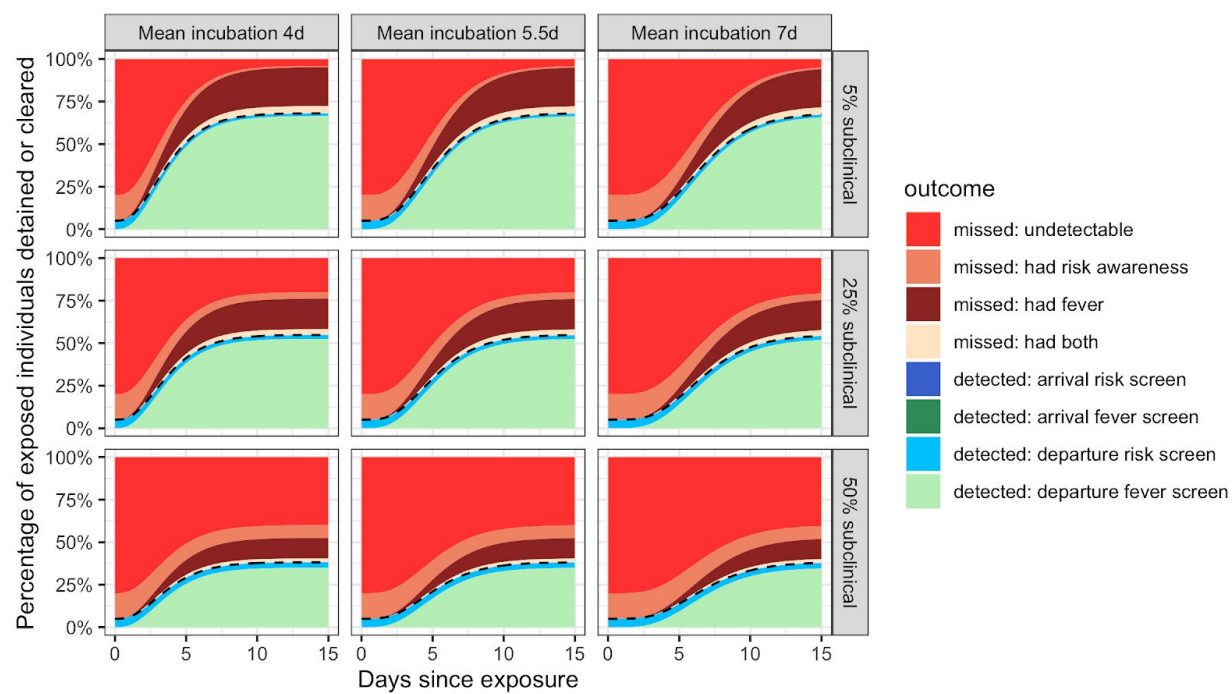 Mean incubation 4d
Mean incubation 5.5d
Mean incubation 7d
Percentage of exposed individuals detained or cleared
100%
75%
50%
25%
0%
5% subclinical
100%
75%
50%
25%
0%
25% subclinical
100%
75%
50%
25%
0%
50% subclinical
0 5 10 15
0 5 10 15
0 5 10 15
Days since exposure
outcome
missed: undetectable
missed: had risk awareness
missed: had fever
missed: had both
detected: arrival risk screen
detected: arrival fever screen
detected: departure risk screen
detected: departure fever screen